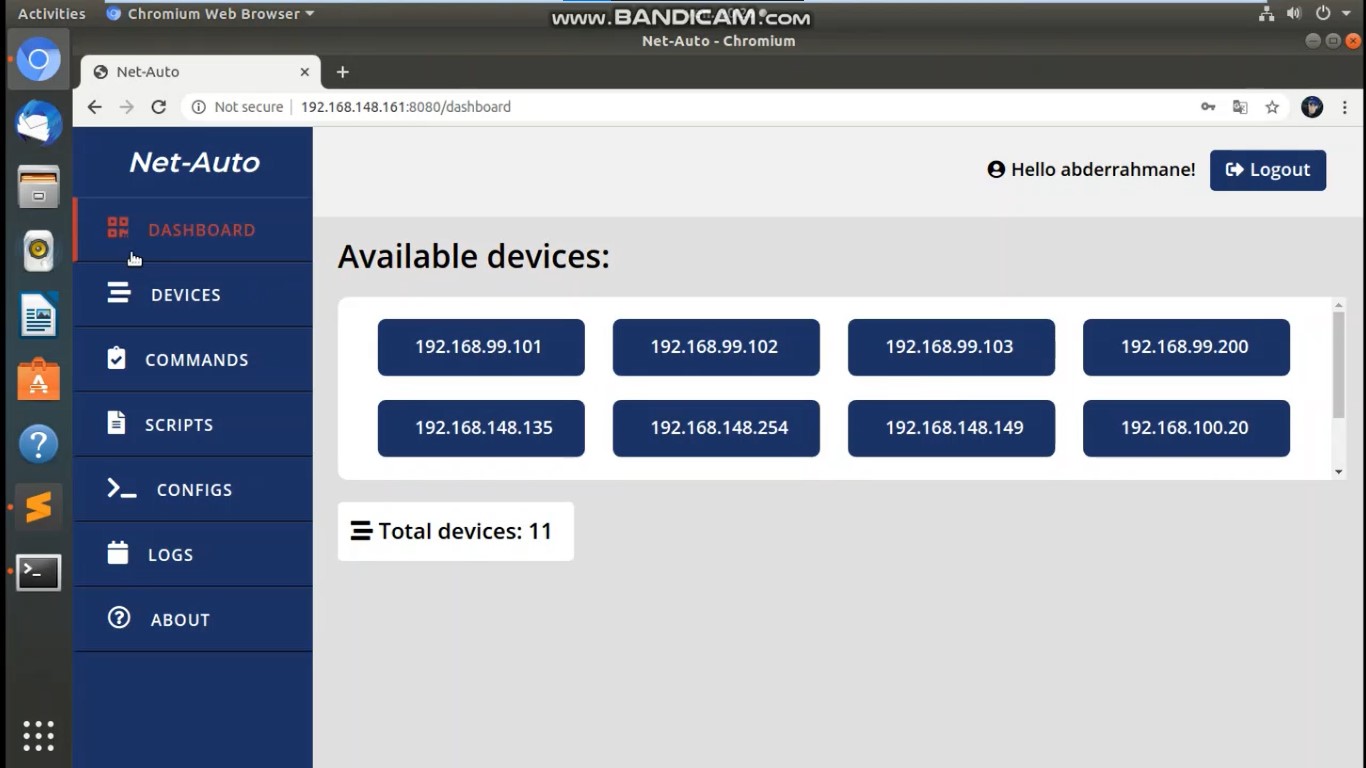 Activities
Chromium Web Browser
www.BANDICAM.com
Net-Auto - Chromium
Net-Auto
Not secure
192.168.148.161:8080/dashboard
Net-Auto
Hello abderrahmane!
Logout
DASHBOARD
DEVICES
COMMANDS
SCRIPTS
CONFIGS
LOGS
ABOUT
Available devices:
192.168.99.101
192.168.99.102
192.168.99.103
192.168.99.200
192.168.148.135
192.168.148.254
192.168.148.149
192.168.100.20
Total devices: 11